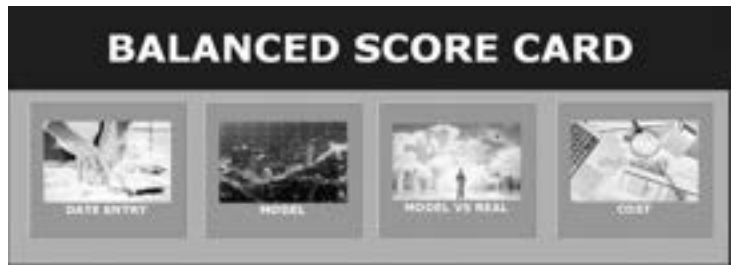 BALANCED SCORE CARD
DATE ENTRY
MODEL
MODEL VS REAL
COST